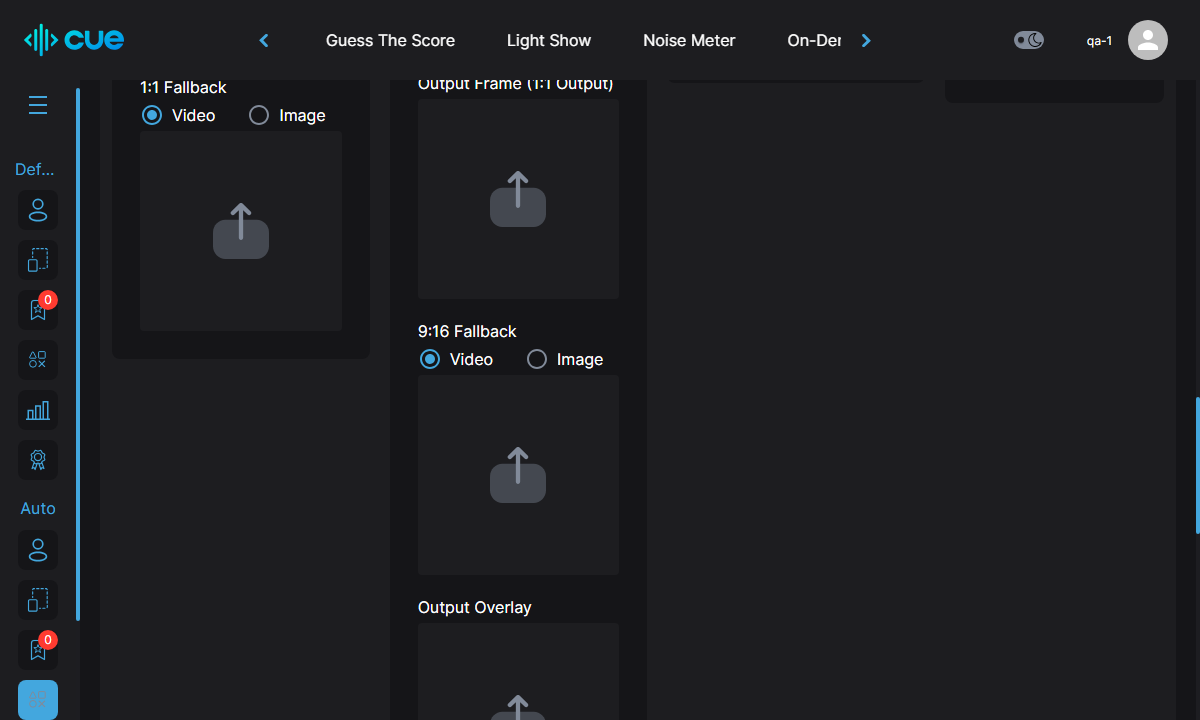 cue
Guess The Score
Light Show
Noise Meter
On-Der
qa-1
Def...
0
Auto
0
1:1 Fallback
Video
Image
Output Frame (1:1 Output)
9:16 Fallback
Video
Image
Output Overlay